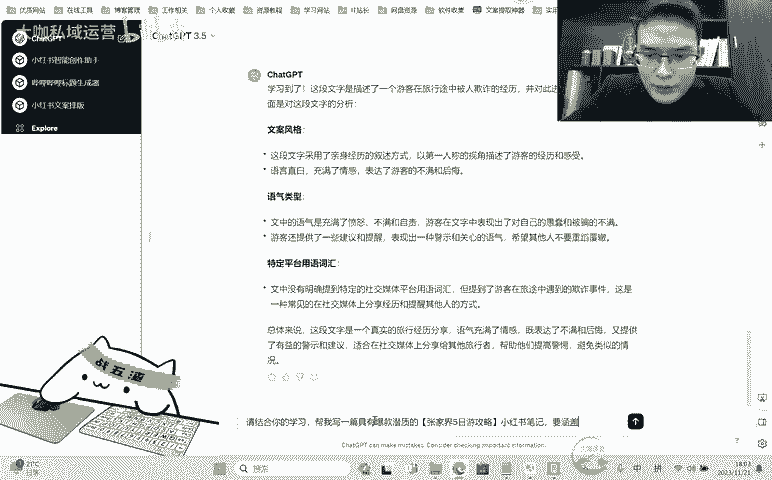 优质网站 在线工具 博客管理 工作相关 个人收藏 资源教程 学习网站 IT站长 网盘资源 软件收费 文案提取神器
大咖私域运营
ChatGPT
ChatGPT 3.5
小红书智能创作助手
小红书文案排版
Explore
ChatGPT
学习到了！这段文字是描述了一个游客在旅行途中被人欺诈的经历，并对此进
面是对这段文字的分析：
文案风格：
这段文字采用了亲身经历的叙述方式，以第一人称的视角描述了游客的经历和感受。
语言直白，充满了情感，表达了游客的不满和后悔。
语气类型：
文中的语气是充满了愤怒、不满和自责，游客在文字中表现出了对自己的愚蠢和被骗的不满。
游客还提供了一些建议和提醒，表现出一种警示和关心的语气，希望其他人不要重蹈覆辙。
特定平台用语词汇：
文中没有明确提到特定的社交媒体平台用语词汇，但提到了游客在旅途中遇到的欺诈事件，这是
一种常见的在社交媒体上分享经历和提醒其他人的方式。
总体来说，这段文字是一个真实的旅行经历分享，语气充满了情感，既表达了不满和后悔，又提供
了有益的警示和建议，适合在社交媒体上分享给其他旅行者，帮助他们提高警惕，避免类似的情
况。
战五渣
请结合你的学习，帮我写一篇具有爆款潜质的【张家界5日游攻略】小红书笔记，要涵盖
ChatGPT can make mistakes. Consider checking important information.
21°C
搜索
中 拼
18:03
2023/11/21